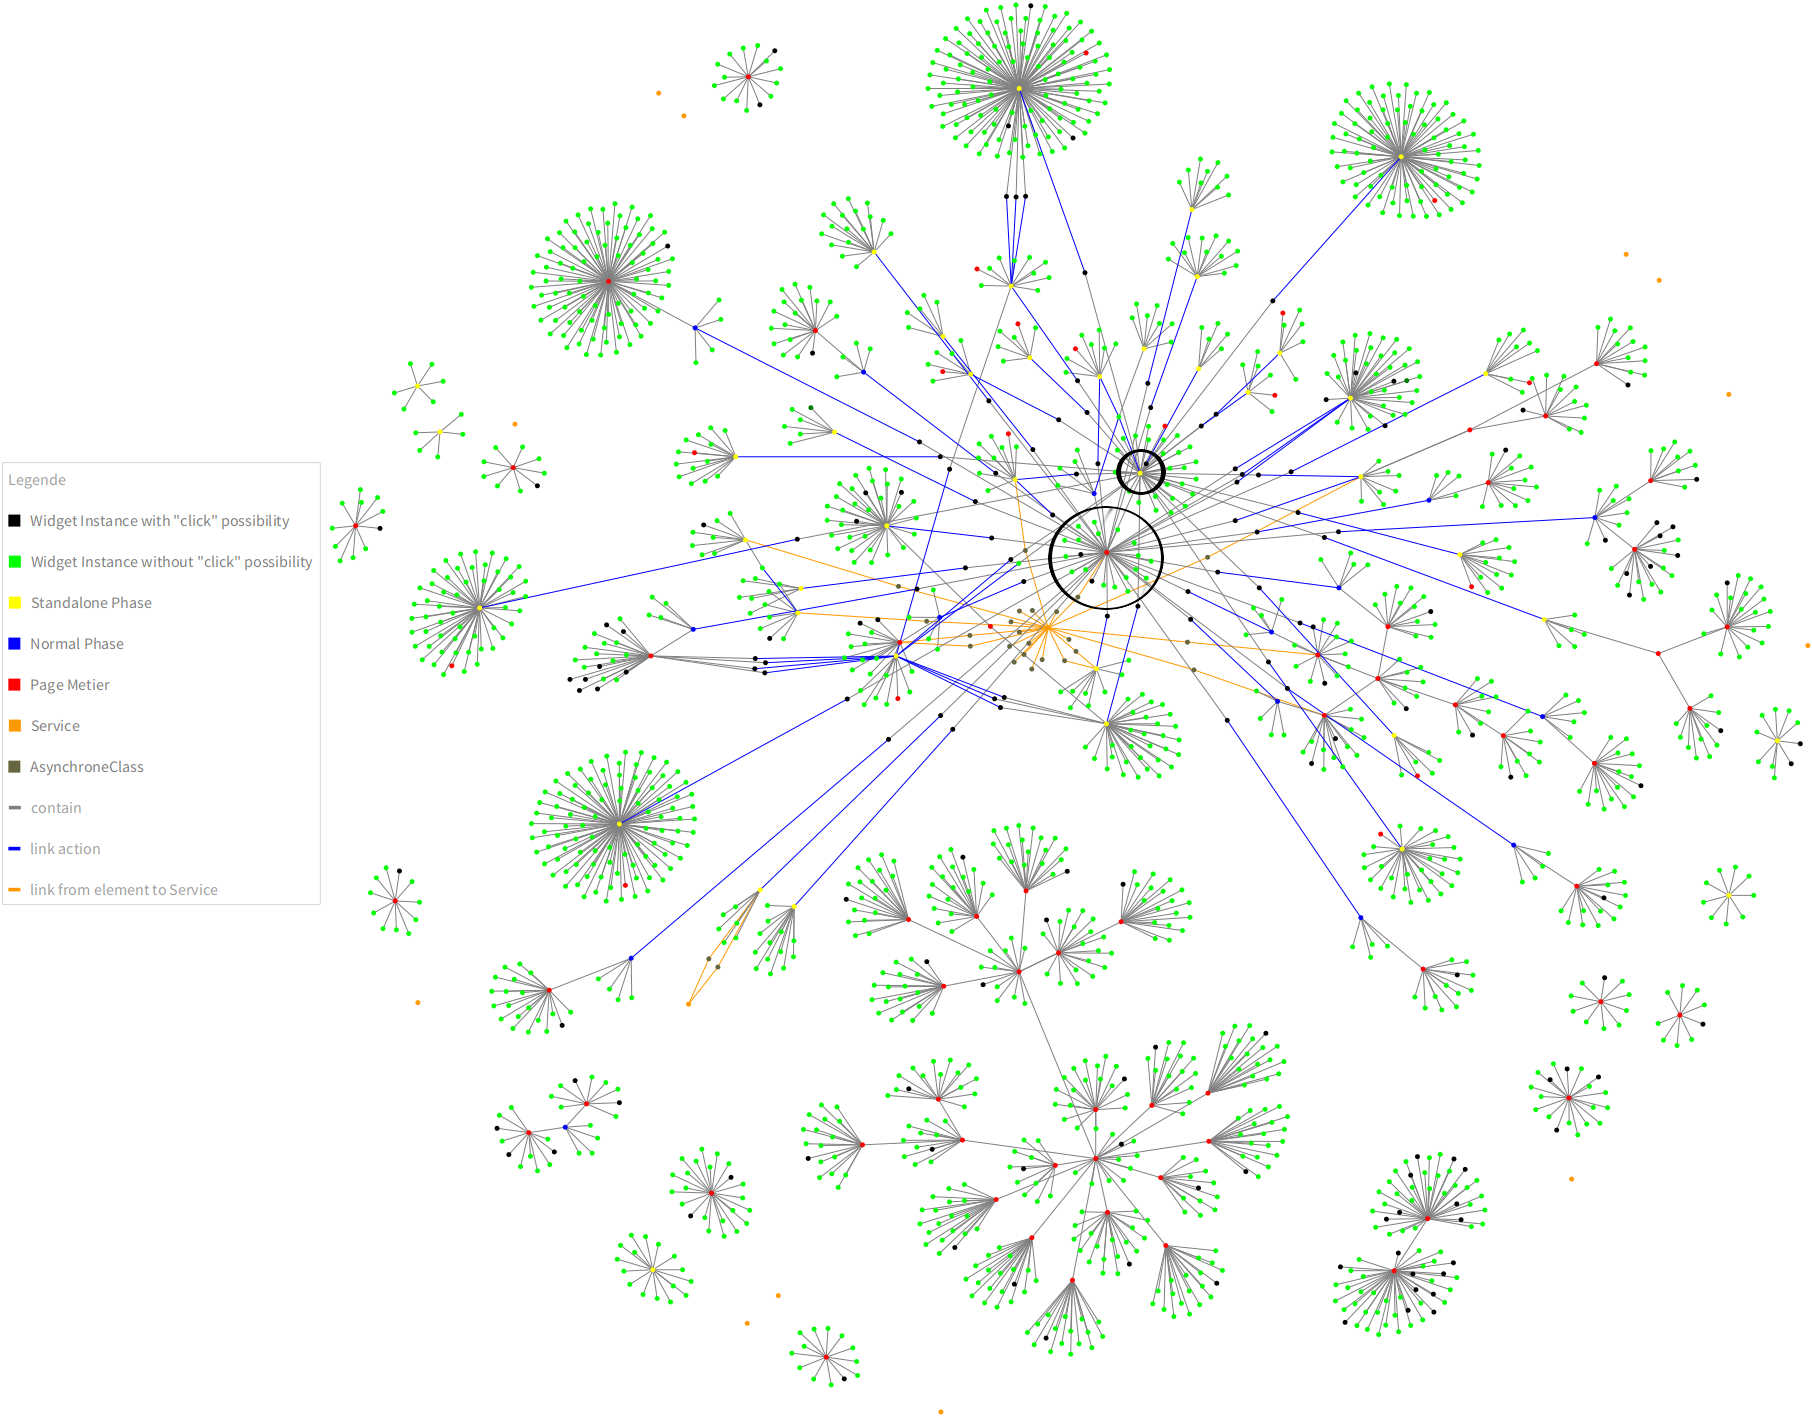 Legende
Widget Instance with "click" possibility
Widget Instance without "click" possibility
Standalone Phase
Normal Phase
Page Metier
Service
AsynchroneClass
contain
link action
link from element to Service